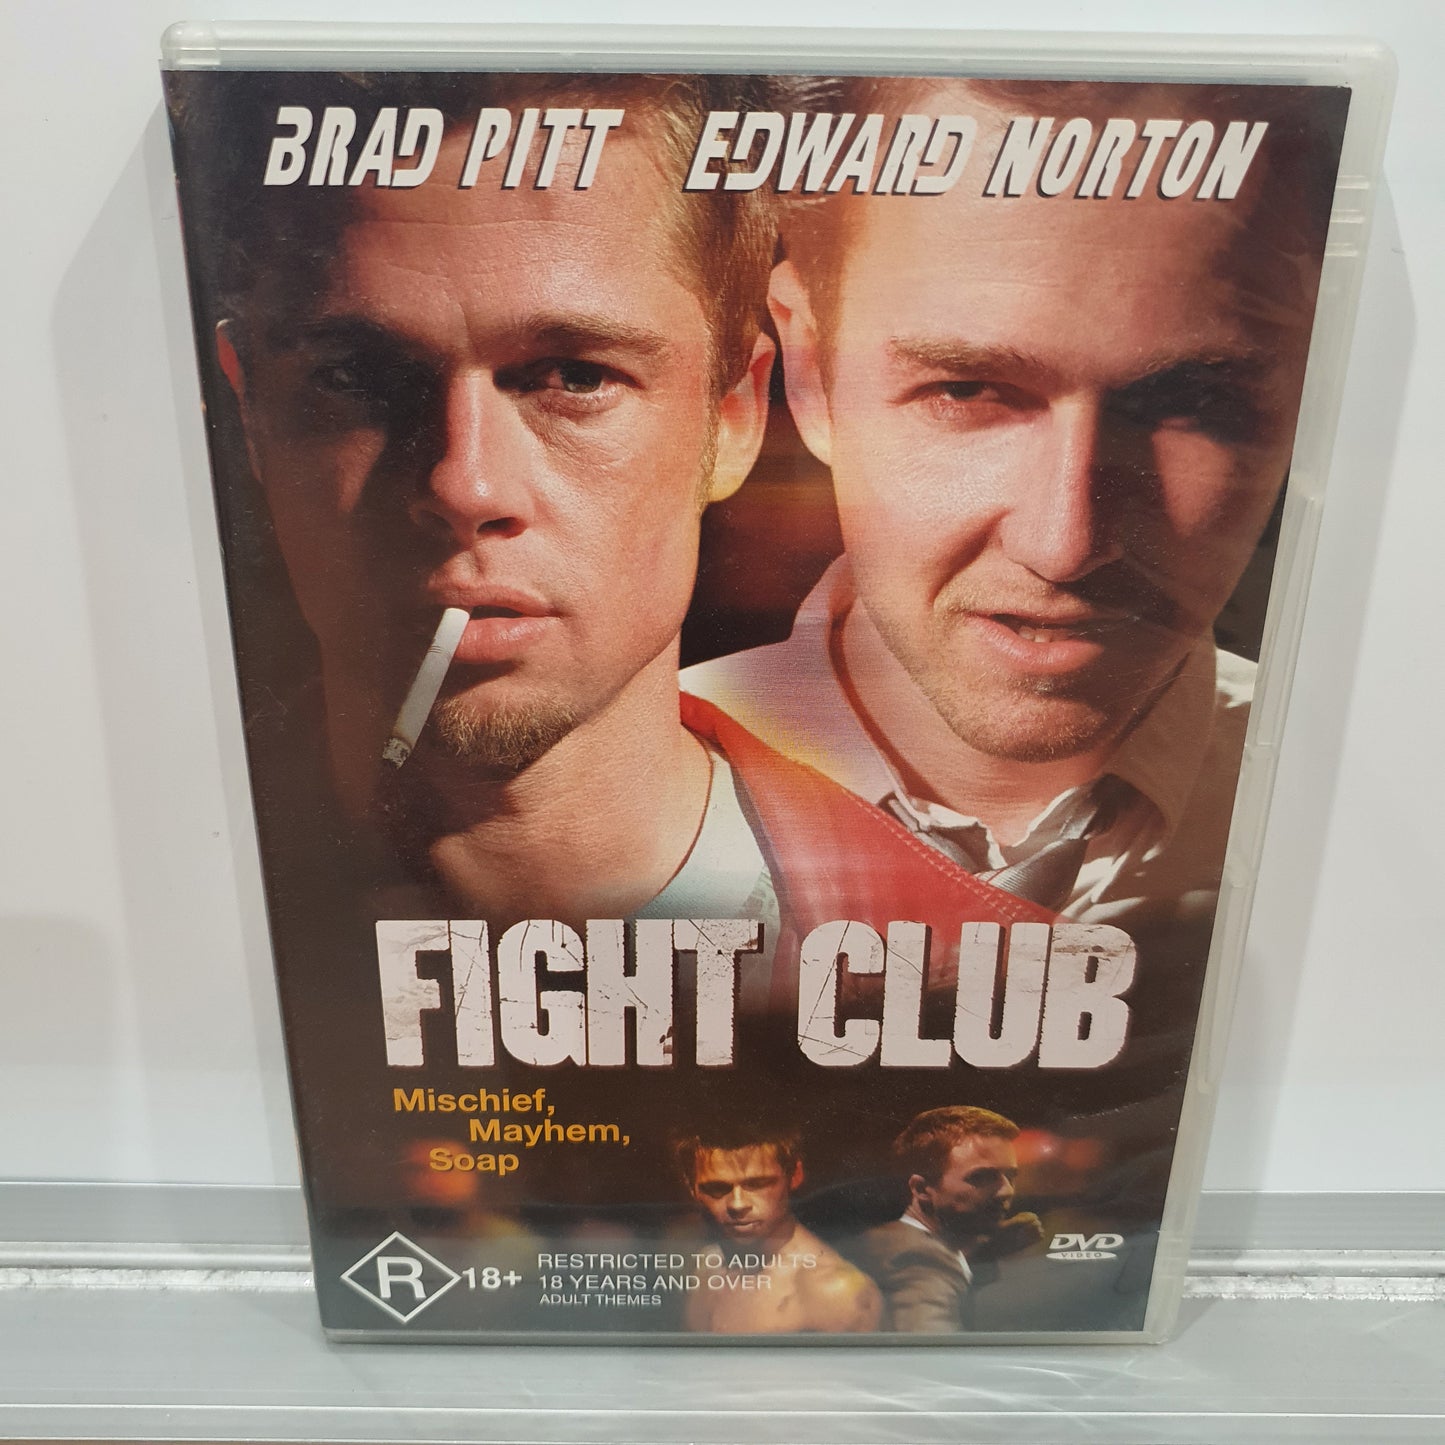 BRAD PITT EDWARD NORTON
FIGHT CLUB
Mischief,
Mayhem,
Soap
R 18+
RESTRICTED TO ADULTS
18 YEARS AND OVER
ADULT THEMES
DVD
VIDEO